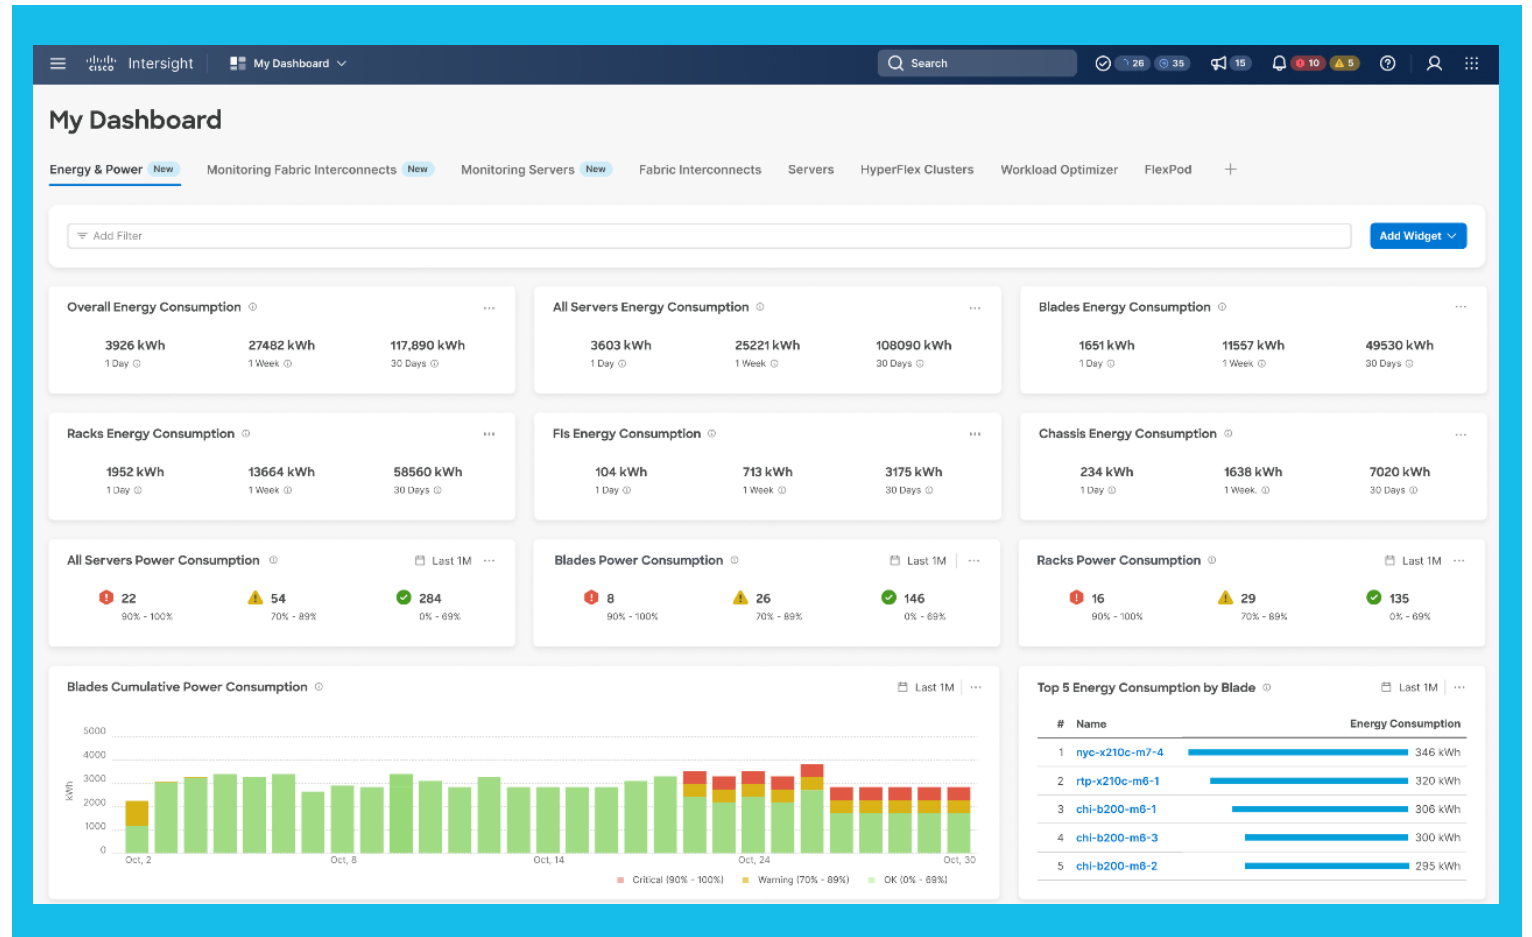 cisco Intersight My Dashboard Search 26 35 15 10 5
My Dashboard
Energy & Power New Monitoring Fabric Interconnects New Monitoring Servers New Fabric Interconnects Servers HyperFlex Clusters Workload Optimizer FlexPod
Add Filter Add Widget
Overall Energy Consumption All Servers Energy Consumption Blades Energy Consumption
3926 kWh 27482 kWh 117,890 kWh 3603 kWh 25221 kWh 108090 kWh 1651 kWh 11557 kWh 49530 kWh
1 Day 1 Week 30 Days 1 Day 1 Week 30 Days 1 Day 1 Week 30 Days
Racks Energy Consumption FIs Energy Consumption Chassis Energy Consumption
1952 kWh 13664 kWh 58560 kWh 104 kWh 713 kWh 3175 kWh 234 kWh 1638 kWh 7020 kWh
1 Day 1 Week 30 Days 1 Day 1 Week 30 Days 1 Day 1 Week. 30 Days
All Servers Power Consumption Last 1M Blades Power Consumption Last 1M Racks Power Consumption Last 1M
22 54 284 8 26 146 16 29 135
90% - 100% 70% - 89% 0% - 69% 90% - 100% 70% - 89% 0% - 69% 90% - 100% 70% - 89% 0% - 69%
Blades Cumulative Power Consumption Last 1M
kWh
5000
4000
3000
2000
1000
0
Oct, 2 Oct, 8 Oct, 14 Oct, 24 Oct, 30
Critical (90% - 100%) Warning (70% - 89%) OK (0% - 69%)
Top 5 Energy Consumption by Blade Last 1M
# Name Energy Consumption
1 nyc-x210c-m7-4 346 kWh
2 rtp-x210c-m6-1 320 kWh
3 chi-b200-m6-1 306 kWh
4 chi-b200-m6-3 300 kWh
5 chi-b200-m6-2 295 kWh